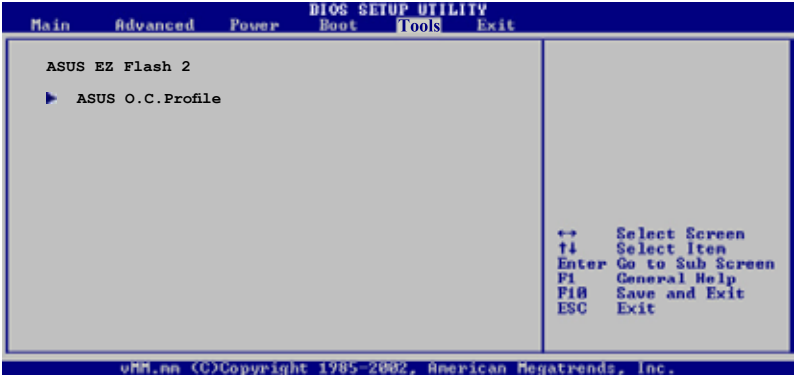 BIOS SETUP UTILITY
Main Advanced Power Boot Tools Exit
ASUS EZ Flash 2
ASUS O.C.Profile
↔ Select Screen
↑↓ Select Item
Enter Go to Sub Screen
F1 General Help
F10 Save and Exit
ESC Exit
vMM.mm (C)Copyright 1985-2002, American Megatrends, Inc.